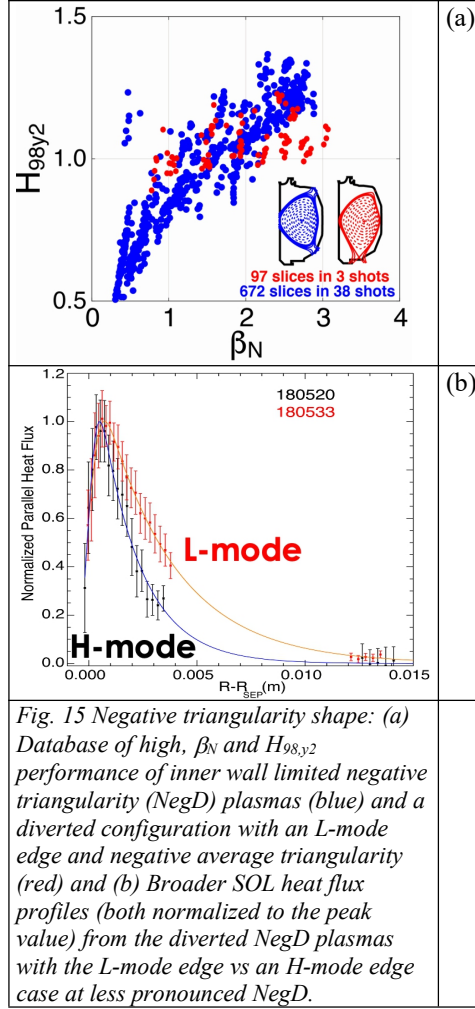 (a)
1.5
1.0
0.5
H98y2
0 1 2 3 4
βN
97 slices in 3 shots
672 slices in 38 shots
(b)
1.2
1.0
0.8
0.6
0.4
0.2
0.0
Normalized Parallel Heat Flux
180520
180533
L-mode
H-mode
0.000 0.005 0.010 0.015
R-RSEP(m)
Fig. 15 Negative triangularity shape: (a)
Database of high, βN and H98,y2
performance of inner wall limited negative
triangularity (NegD) plasmas (blue) and a
diverted configuration with an L-mode
edge and negative average triangularity
(red) and (b) Broader SOL heat flux
profiles (both normalized to the peak
value) from the diverted NegD plasmas
with the L-mode edge vs an H-mode edge
case at less pronounced NegD.